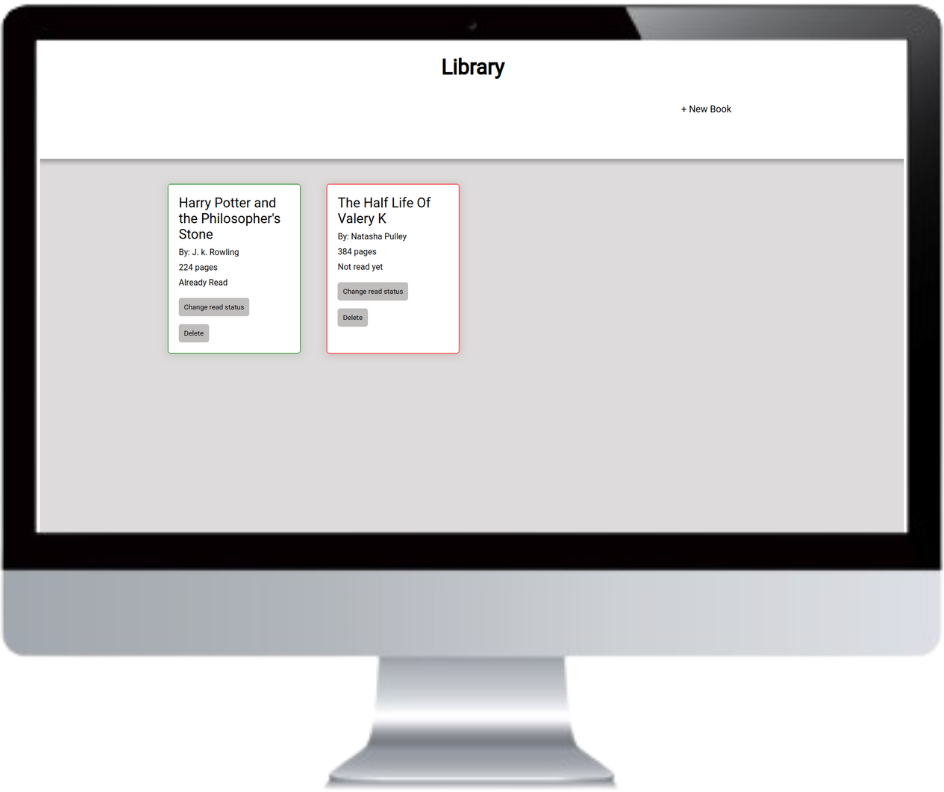 Library
+ New Book
Harry Potter and
the Philosopher's
Stone
By: J. k. Rowling
224 pages
Already Read
Change read status
Delete
The Half Life Of
Valery K
By: Natasha Pulley
384 pages
Not read yet
Change read status
Delete